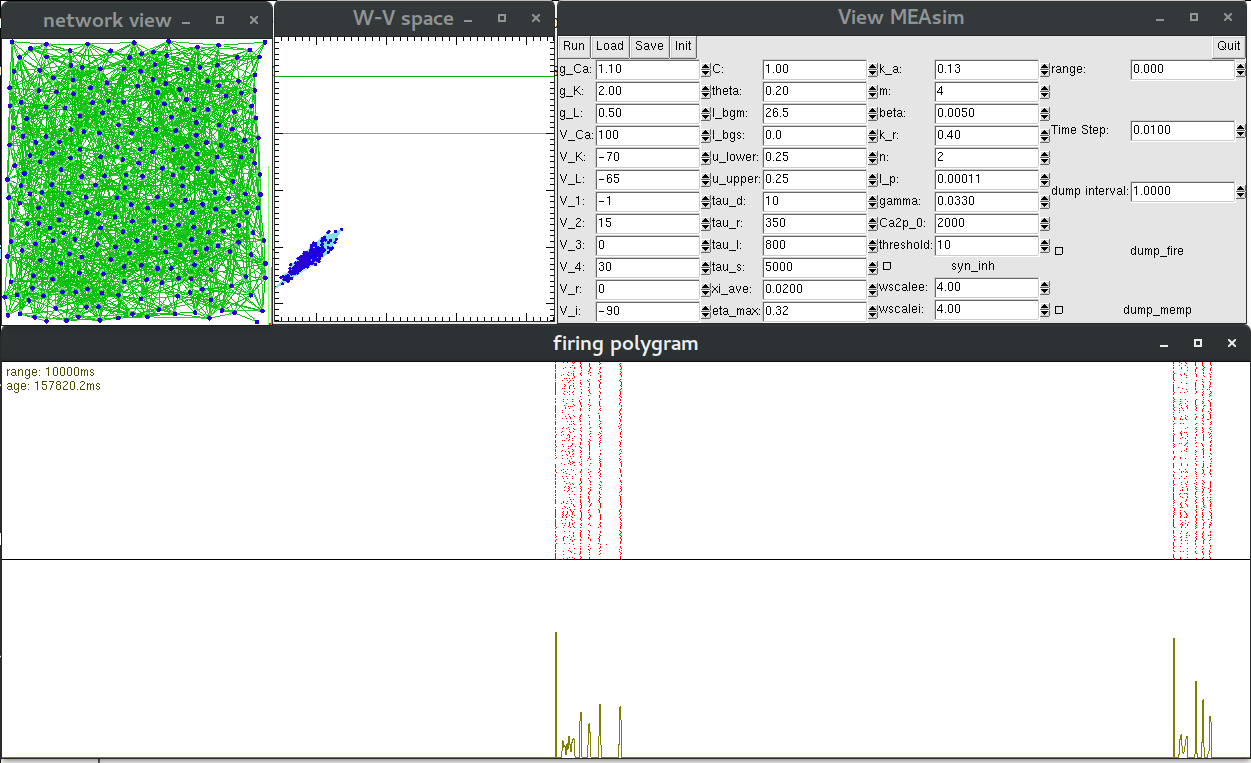 network view
W-V space
View MEAsim
Run Load Save Init Quit
g_Ca: 1.10 C: 1.00 k_a: 0.13 range: 0.000
g_K: 2.00 theta: 0.20 m: 4
g_L: 0.50 I_bgm: 26.5 beta: 0.0050
V_Ca: 100 I_bgs: 0.0 k_r: 0.40 Time Step: 0.0100
V_K: -70 u_lower: 0.25 n: 2
V_L: -65 u_upper: 0.25 I_p: 0.00011 dump interval: 1.0000
V_1: -1 tau_d: 10 gamma: 0.0330
V_2: 15 tau_r: 350 Ca2p_0: 2000
V_3: 0 tau_l: 800 threshold: 10 dump_fire
V_4: 30 tau_s: 5000 syn_inh
V_r: 0 xi_ave: 0.0200 wscalee: 4.00
V_i: -90 eta_max: 0.32 wscalei: 4.00 dump_memp
firing polygram
range: 10000ms
age: 157820.2ms